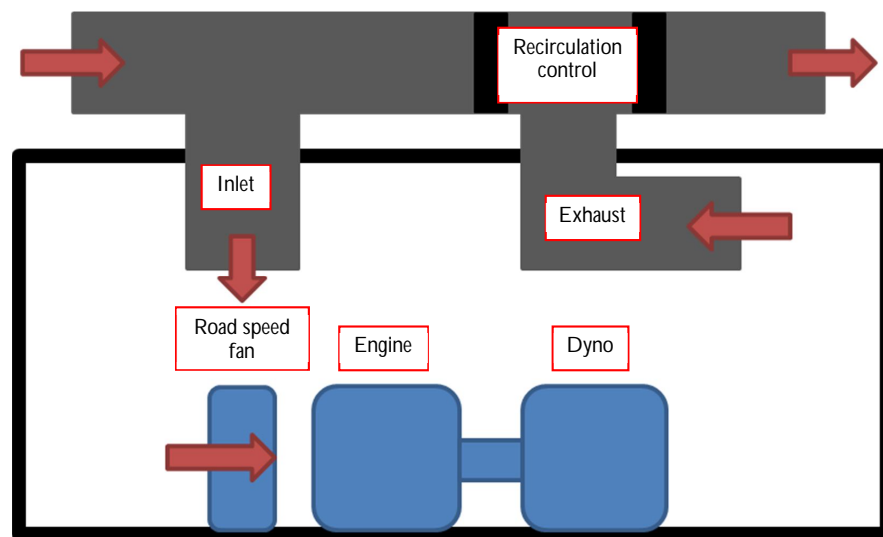 Recirculation
control
Inlet
Exhaust
Road speed
fan
Engine
Dyno